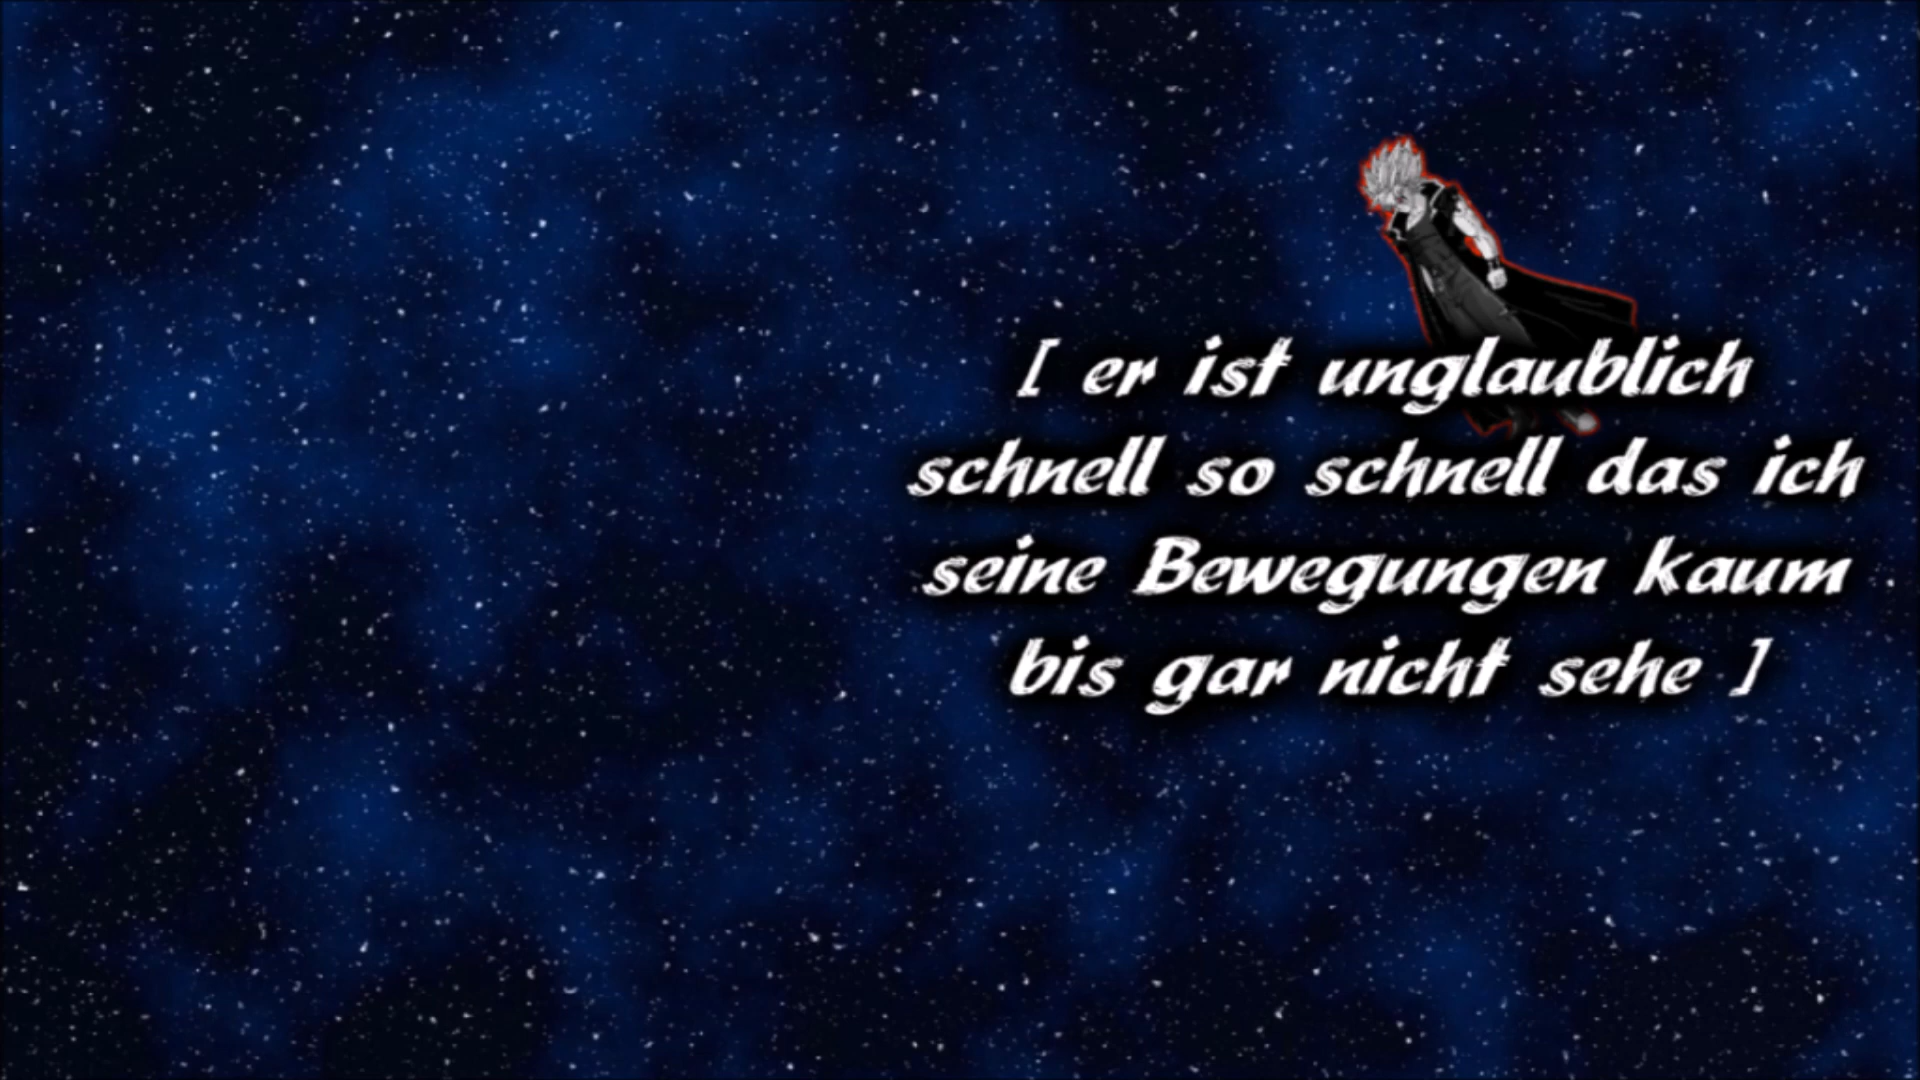 [ er ist unglaublich
schnell so schnell das ich
seine Bewegungen kaum
bis gar nicht sehe ]